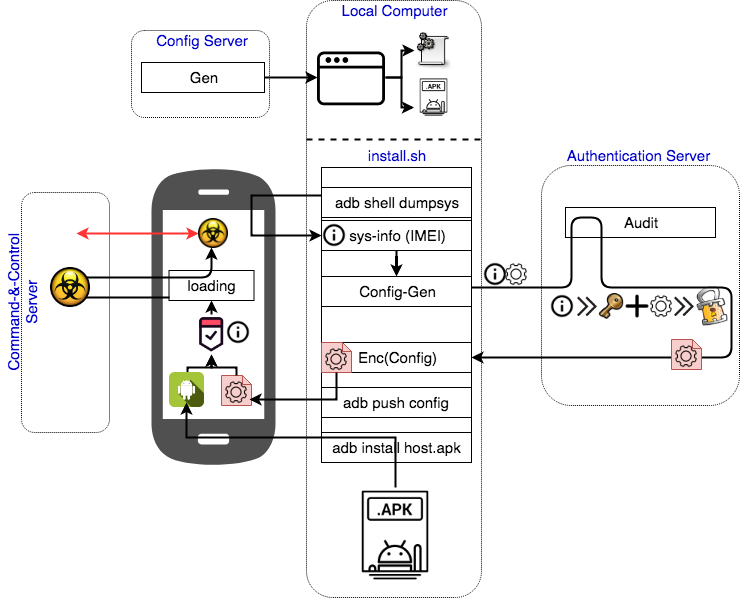 Local Computer
Config Server
Gen
.APK
install.sh
Authentication Server
adb shell dumpsys
Audit
sys-info (IMEI)
Command-&-Control
Server
loading
Config-Gen
Enc(Config)
adb push config
adb install host.apk
.APK